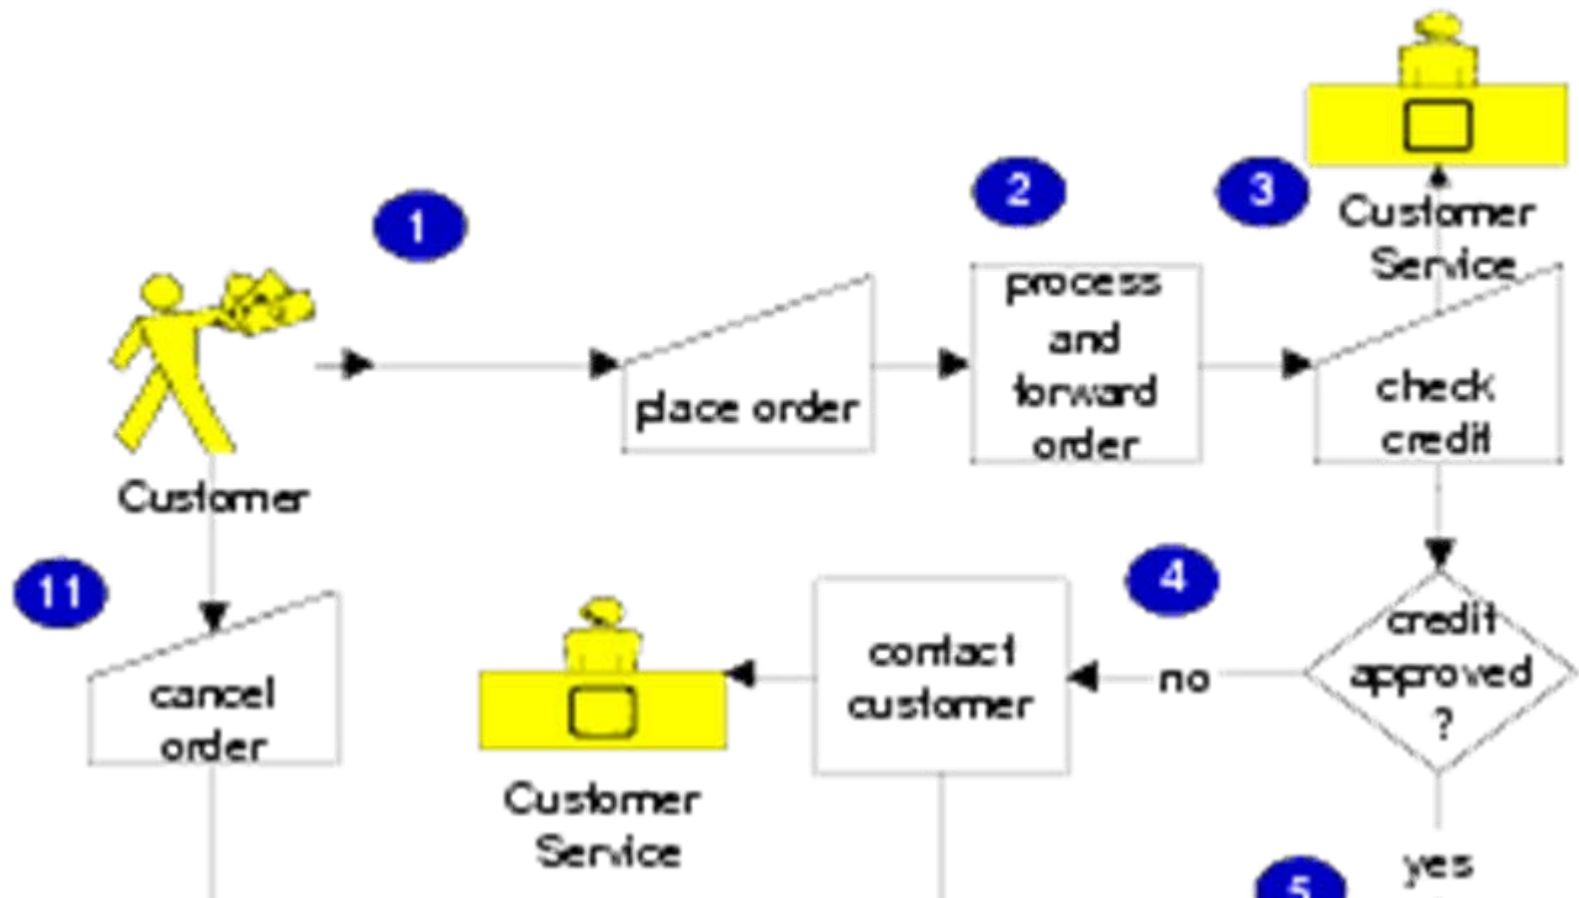 1
2
3
Customer
Service
process
and
forward
order
place order
check
credit
Customer
11
cancel
order
Customer
Service
contact
customer
4
no
credit
approved
?
yes
5